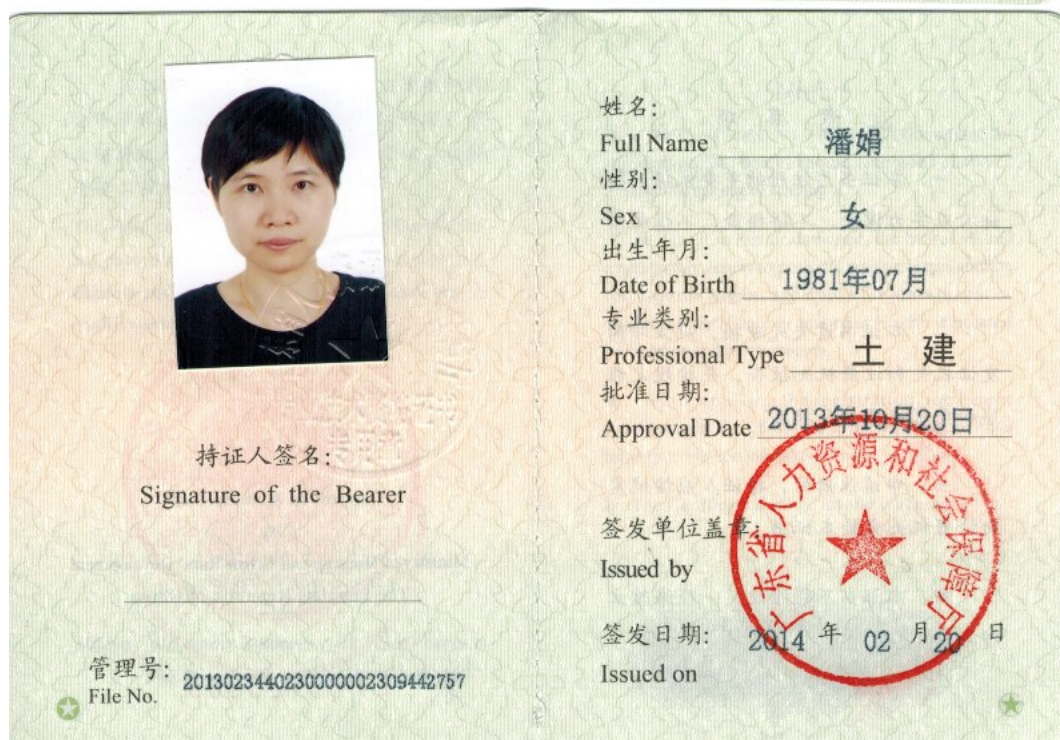 持证人签名:
Signature of the Bearer
管理号:
File No. 2013023440230000002309442757
姓名:
Full Name 潘娟
性别:
Sex 女
出生年月:
Date of Birth 1981年07月
专业类别:
Professional Type 土 建
批准日期:
Approval Date 2013年10月20日
签发单位盖章:
Issued by
广东省人力资源和社会保障厅
签发日期: 2014 年 02 月 20 日
Issued on